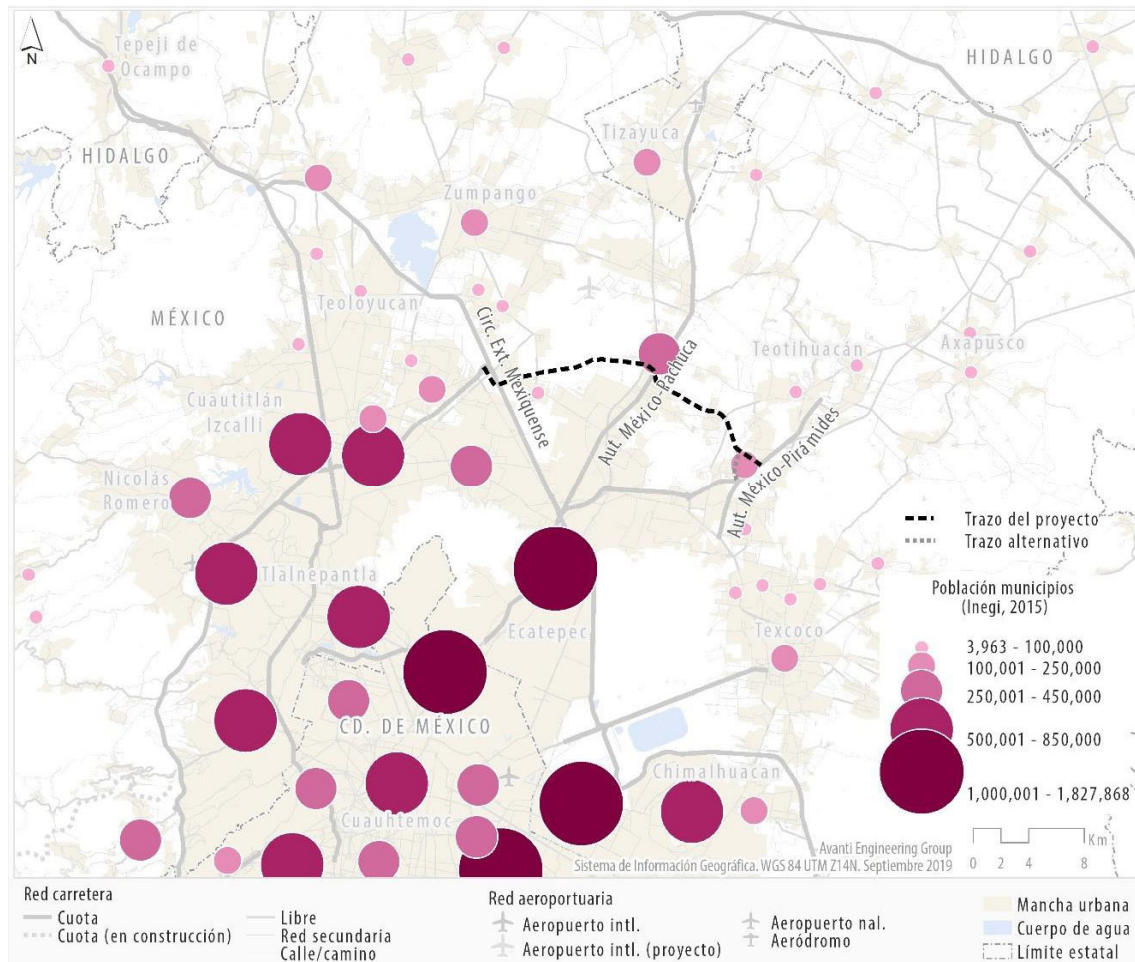 N
Tepeji de
Ocampo
HIDALGO
HIDALGO
Tizayuca
Zumpango
MÉXICO
Teoloyucan
Circ. Ext. Mexiquense
Aut. México-Pachuca
Teotihuacán
Axapusco
Cuautitlán
Izcalli
Aut. México-Pirámides
Nicolás
Romero
Tlalnepantla
Ecatepec
Texcoco
CD. DE MÉXICO
Chimalhuacán
Cuauhtemoc
Trazo del proyecto
Trazo alternativo
Población municipios
(Inegi, 2015)
3,963 - 100,000
100,001 - 250,000
250,001 - 450,000
500,001 - 850,000
1,000,001 - 1,827,868
Km
0 2 4 8
Avanti Engineering Group
Sistema de Información Geográfica. WGS 84 UTM Z14N. Septiembre 2019
Red carretera
Cuota
Cuota (en construcción)
Libre
Red secundaria
Calle/camino
Red aeroportuaria
Aeropuerto intl.
Aeropuerto intl. (proyecto)
Aeropuerto nal.
Aeródromo
Mancha urbana
Cuerpo de agua
Límite estatal